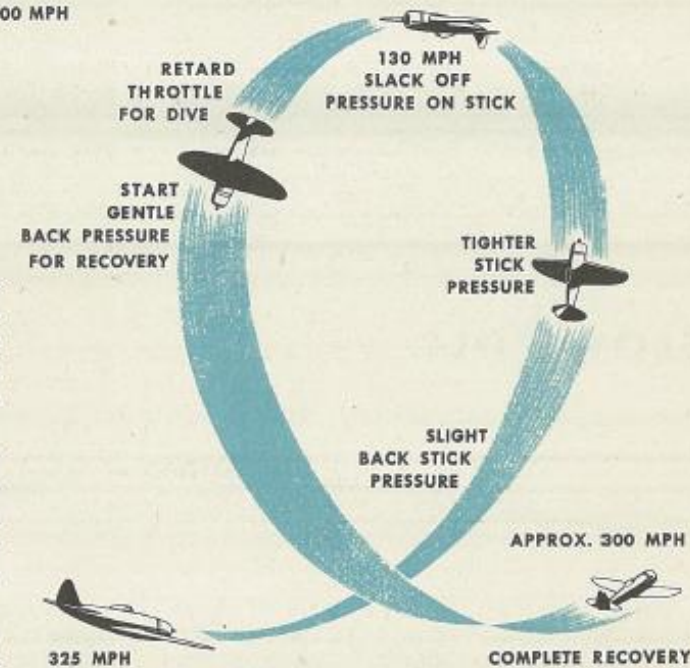 00 MPH
130 MPH
SLACK OFF
PRESSURE ON STICK
RETARD
THROTTLE
FOR DIVE
START
GENTLE
BACK PRESSURE
FOR RECOVERY
TIGHTER
STICK
PRESSURE
SLIGHT
BACK STICK
PRESSURE
APPROX. 300 MPH
325 MPH
COMPLETE RECOVERY